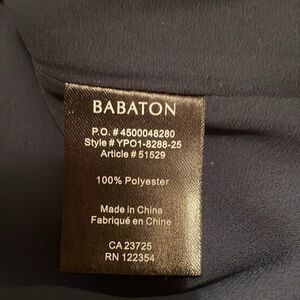 BABATON
P.O. # 4500048280
Style # YPO1-8288-25
Article # 51529
100% Polyester
Made in China
Fabriqué en Chine
CA 23725
RN 122354